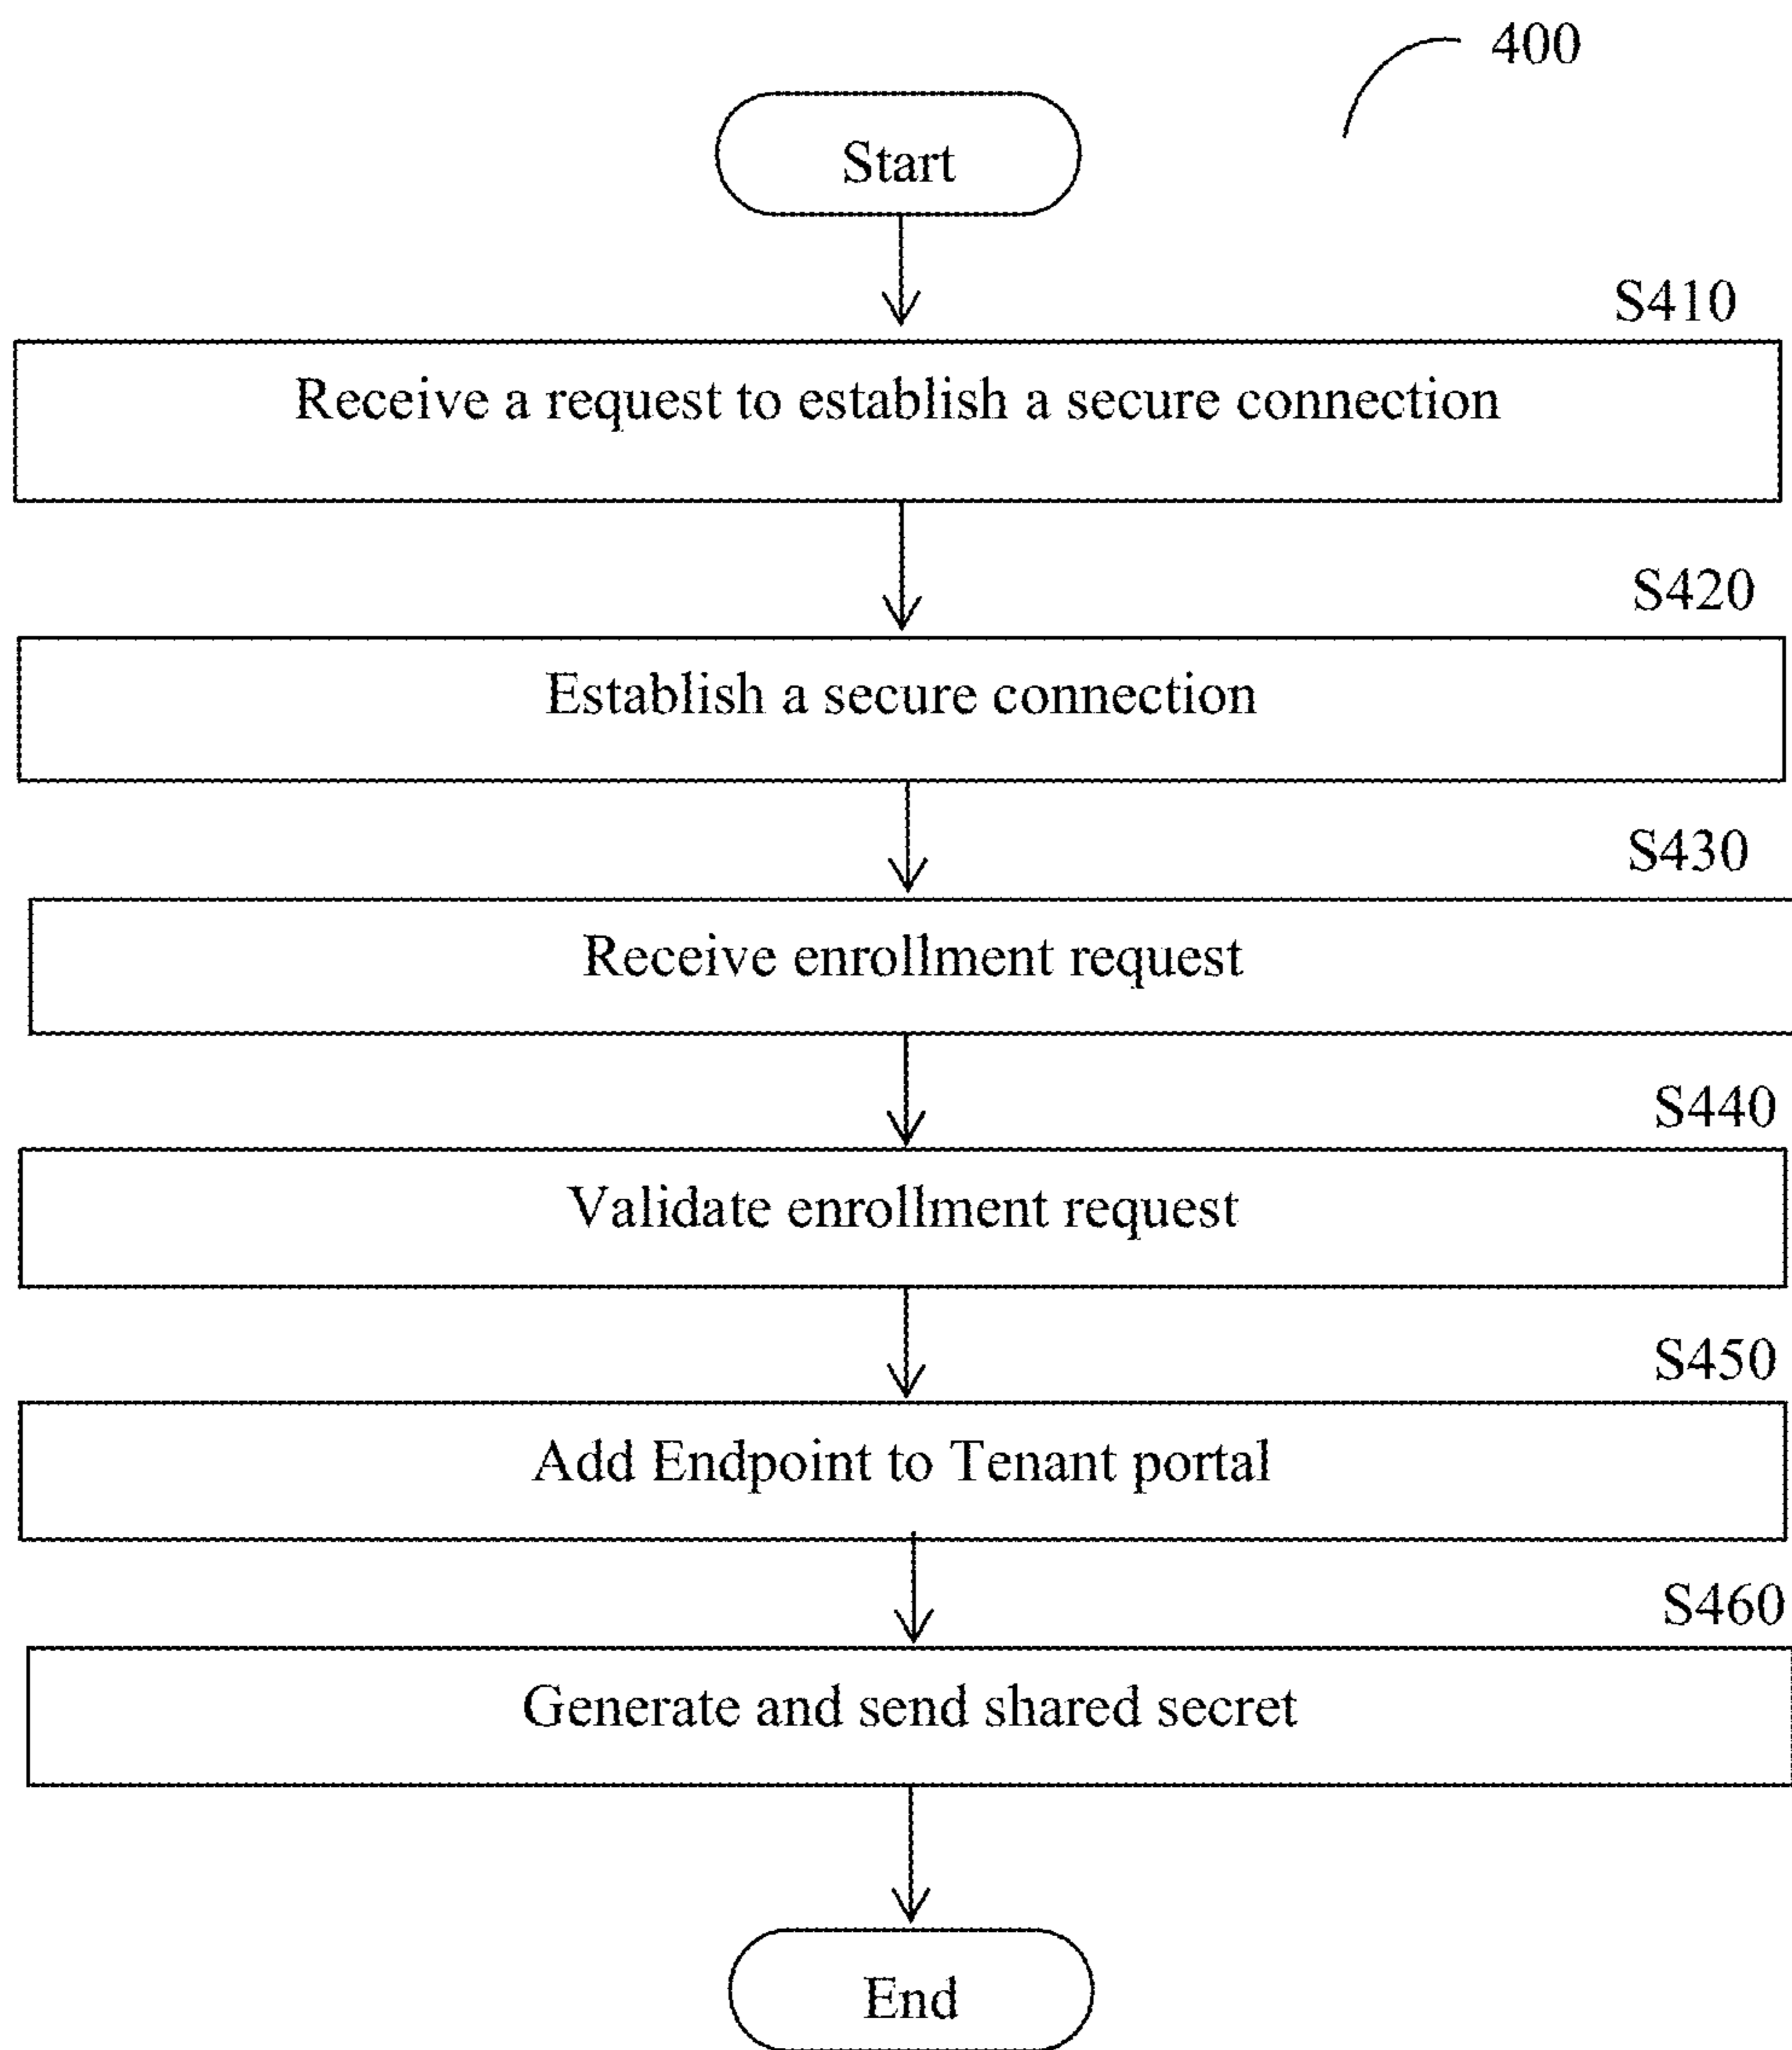 400
Start
S410
Receive a request to establish a secure connection
S420
Establish a secure connection
S430
Receive enrollment request
S440
Validate enrollment request
S450
Add Endpoint to Tenant portal
S460
Generate and send shared secret
End